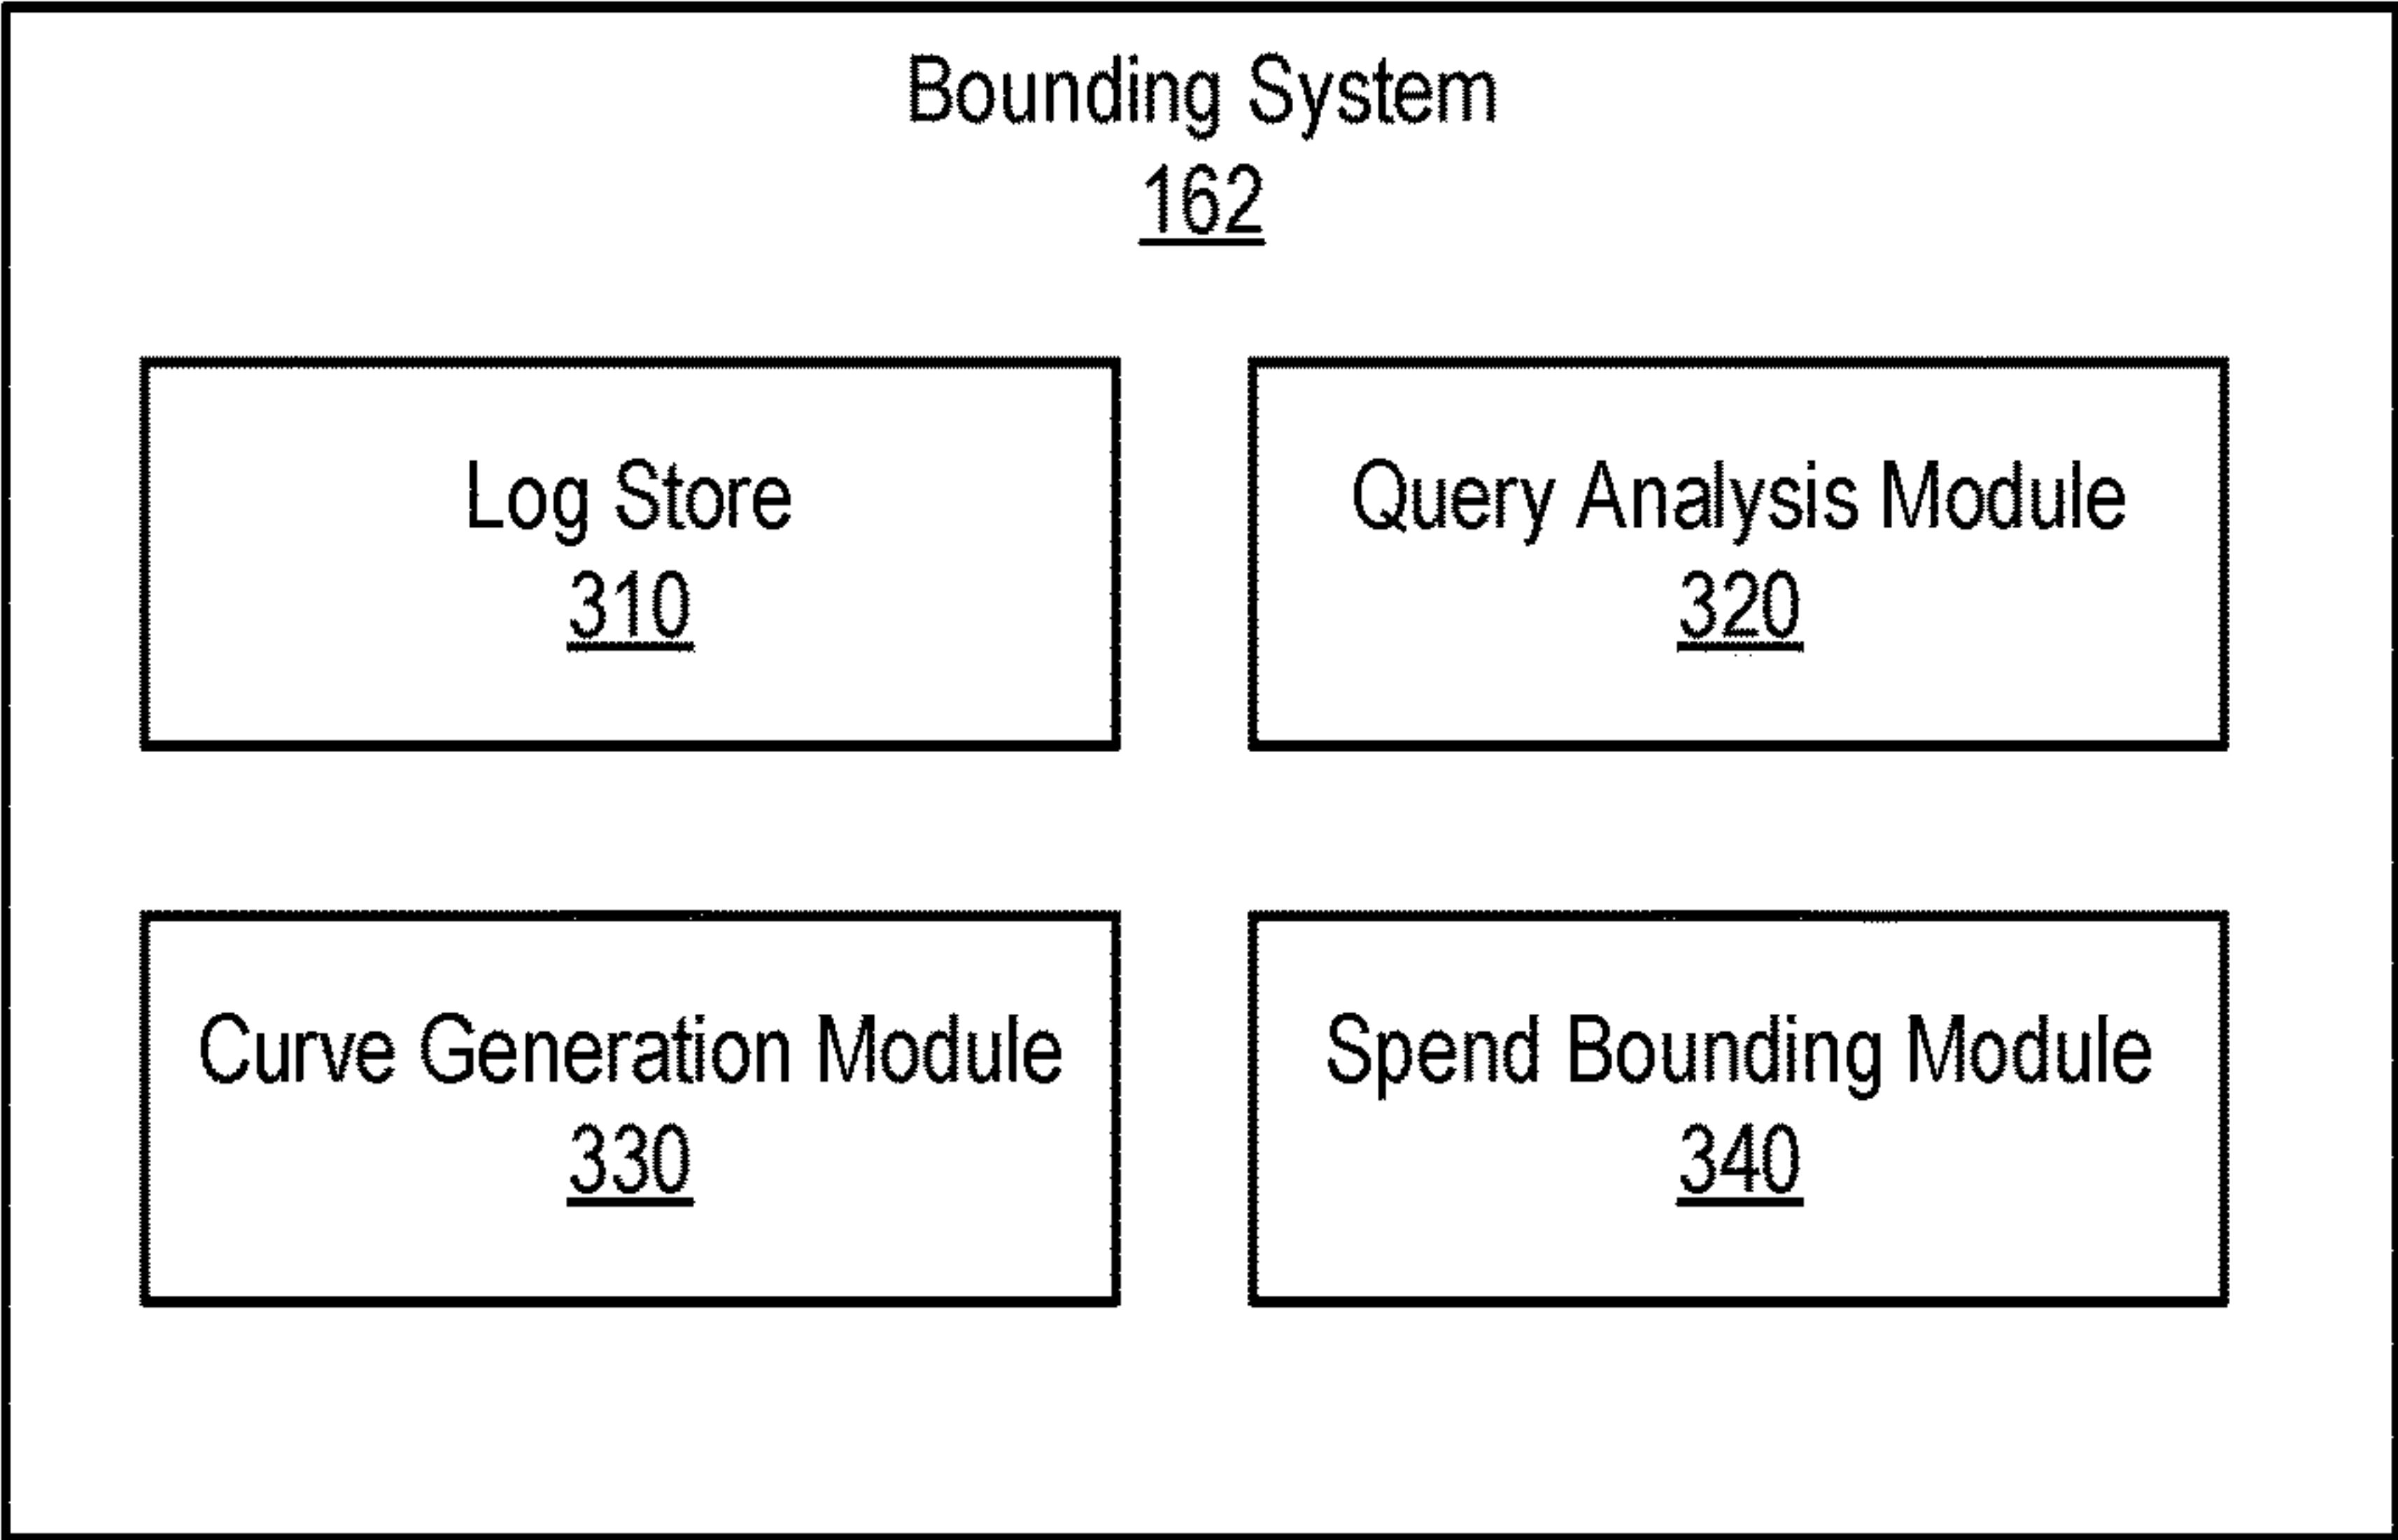 Bounding System
162
Log Store
310
Query Analysis Module
320
Curve Generation Module
330
Spend Bounding Module
340